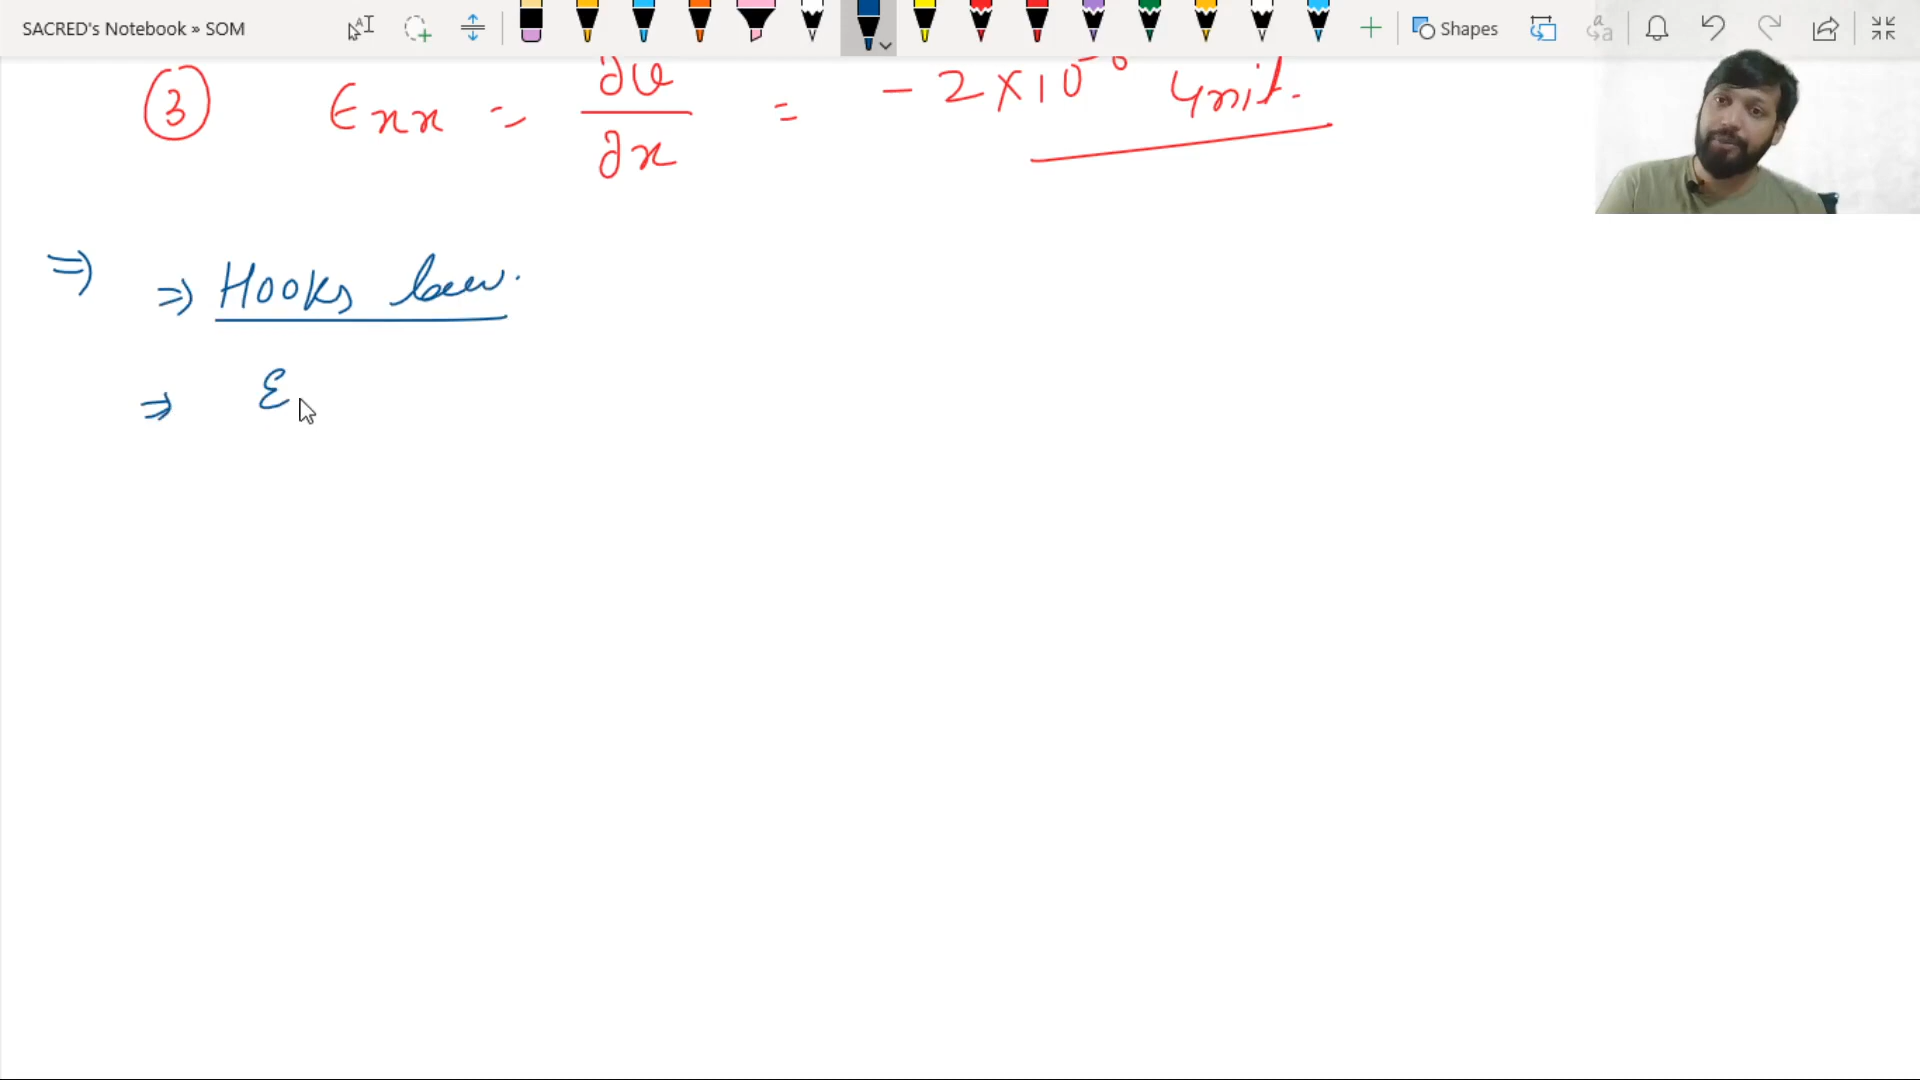 SACRED's Notebook » SOM
Shapes
③ ϵxx = ∂v/∂x = - 2×10⁻⁶ Unit.
⇒ ⇒ Hooks law.
⇒ ε